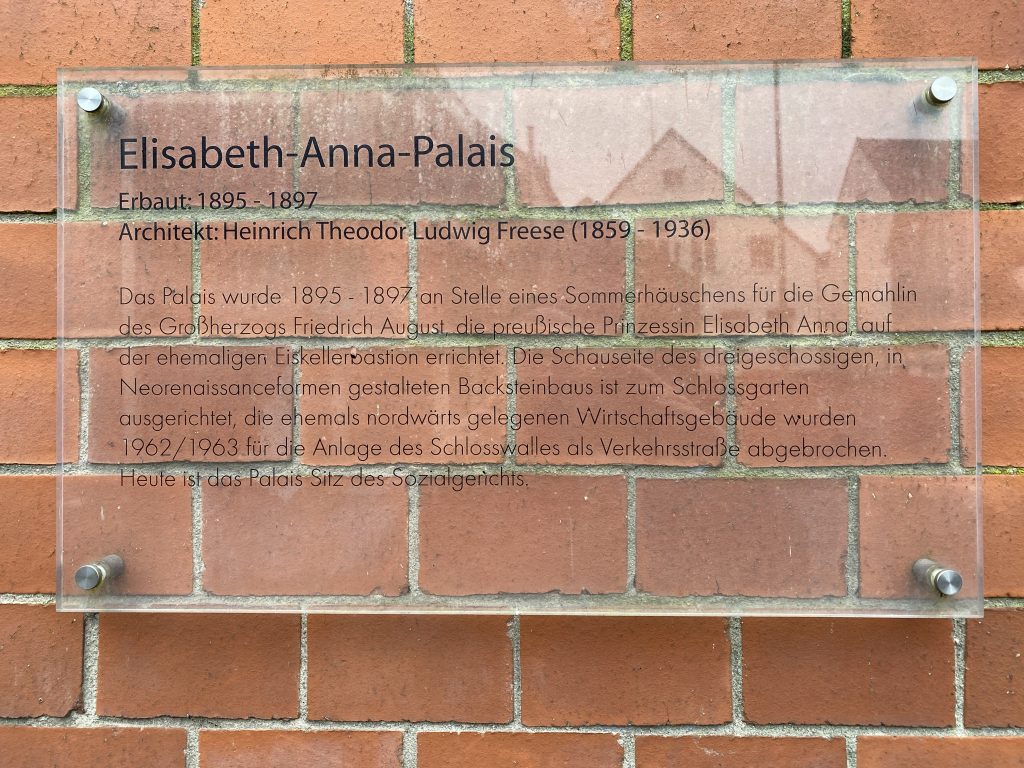 Elisabeth-Anna-Palais
Erbaut: 1895 - 1897
Architekt: Heinrich Theodor Ludwig Freese (1859 - 1936)
Das Palais wurde 1895 - 1897 an Stelle eines Sommerhäuschens für die Gemahlin
des Großherzogs Friedrich August, die preußische Prinzessin Elisabeth Anna, auf
der ehemaligen Eiskellerbastion errichtet. Die Schauseite des dreigeschossigen, in
Neorenaissanceformen gestalteten Backsteinbaus ist zum Schlossgarten
ausgerichtet, die ehemals nordwärts gelegenen Wirtschaftsgebäude wurden
1962/1963 für die Anlage des Schlosswalles als Verkehrsstraße abgebrochen.
Heute ist das Palais Sitz des Sozialgerichts.